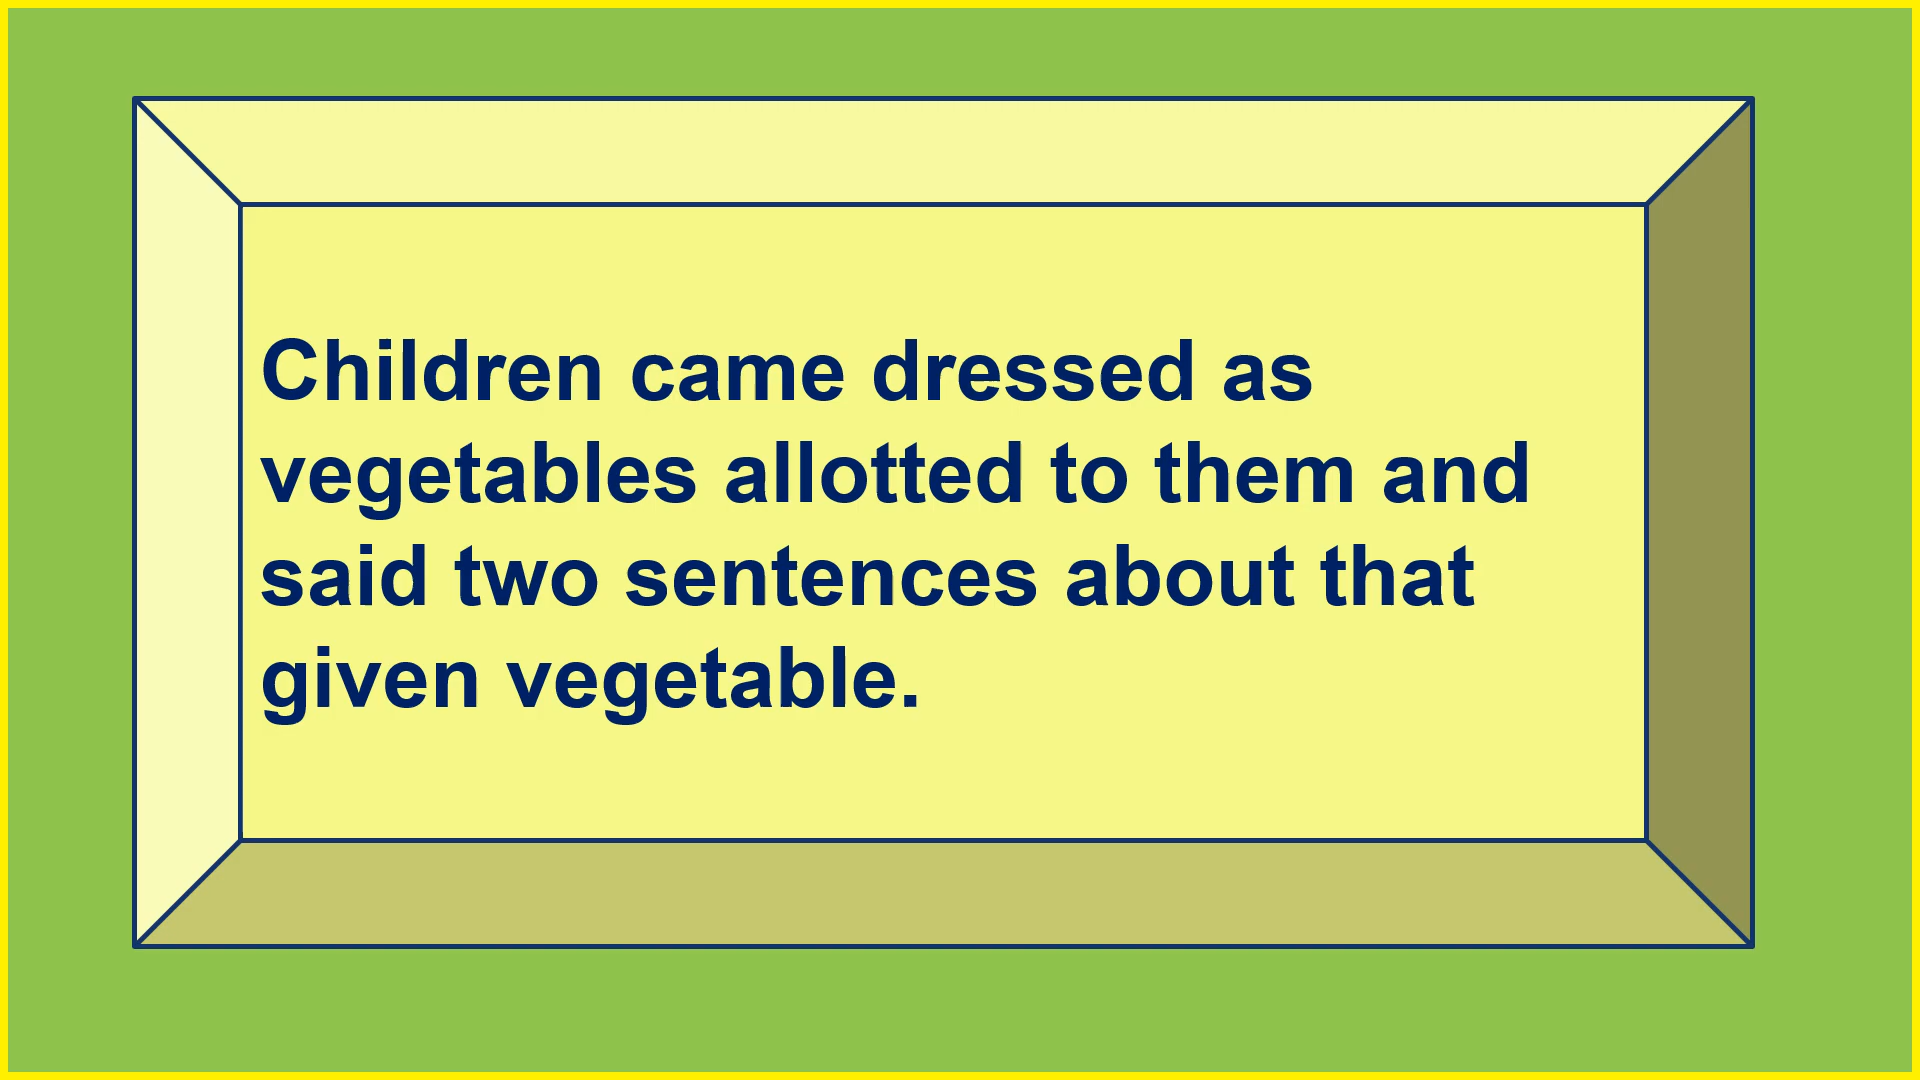 Children came dressed as
vegetables allotted to them and
said two sentences about that
given vegetable.